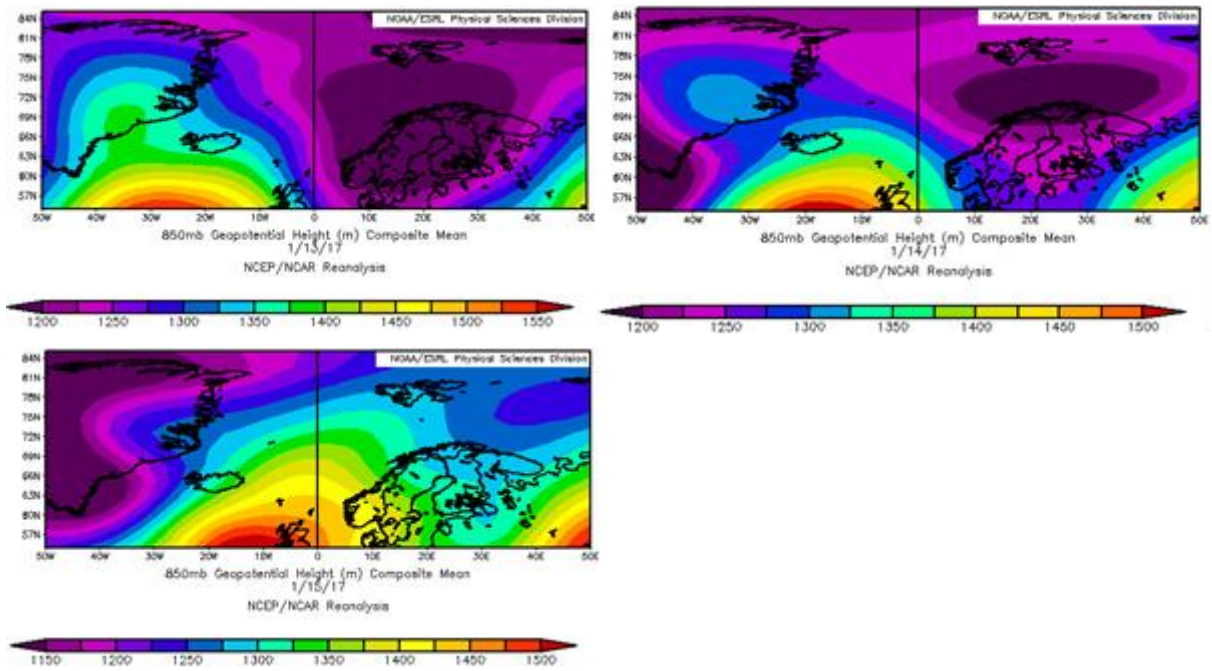 NOAA/ESRL Physical Sciences Division
84N
81N
78N
75N
72N
69N
66N
63N
60N
57N
50W 40W 30W 20W 10W 0 10E 20E 30E 40E 50E
850mb Geopotential Height (m) Composite Mean
1/13/17
NCEP/NCAR Reanalysis
1200 1250 1300 1350 1400 1450 1500 1550
NOAA/ESRL Physical Sciences Division
84N
81N
78N
75N
72N
69N
66N
63N
60N
57N
50W 40W 30W 20W 10W 0 10E 20E 30E 40E 50E
850mb Geopotential Height (m) Composite Mean
1/14/17
NCEP/NCAR Reanalysis
1200 1250 1300 1350 1400 1450 1500
NOAA/ESRL Physical Sciences Division
84N
81N
78N
75N
72N
69N
66N
63N
60N
57N
50W 40W 30W 20W 10W 0 10E 20E 30E 40E 50E
850mb Geopotential Height (m) Composite Mean
1/15/17
NCEP/NCAR Reanalysis
1150 1200 1250 1300 1350 1400 1450 1500